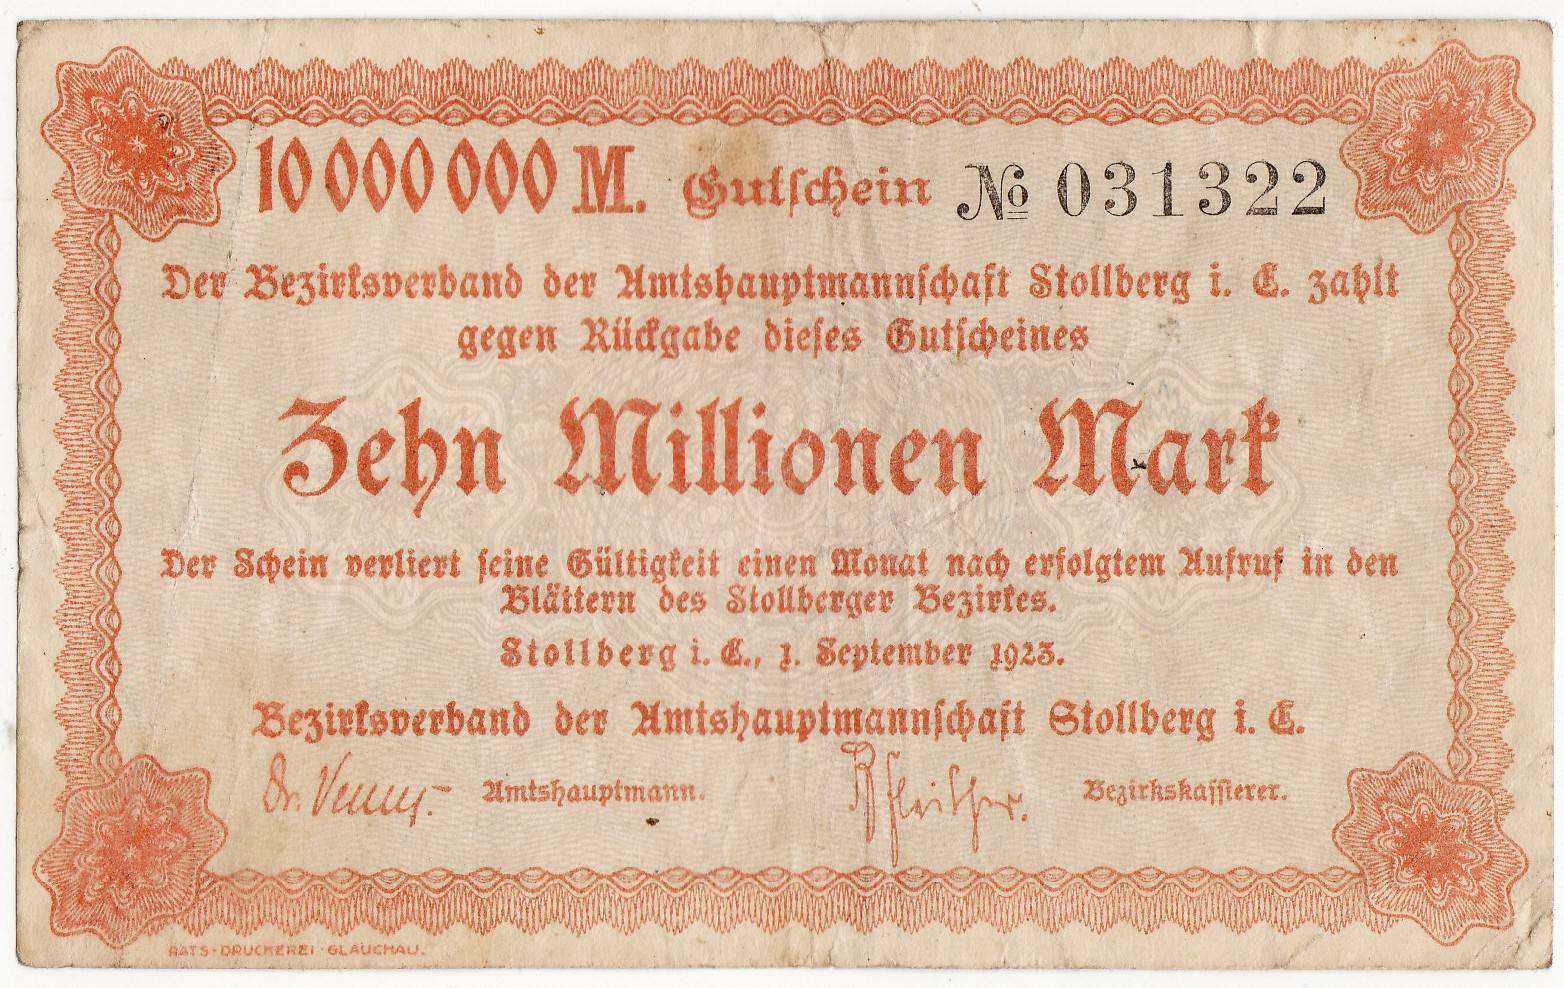 10 000 000 M. Gutschein № 031322
Der Bezirksverband der Amtshauptmannschaft Stollberg i. E. zahlt
gegen Rückgabe dieses Gutscheines
Zehn Millionen Mark
Der Schein verliert seine Gültigkeit einen Monat nach erfolgtem Aufruf in den
Blättern des Stollberger Bezirkes.
Stollberg i. E., 1. September 1923.
Bezirksverband der Amtshauptmannschaft Stollberg i. E.
Dr. Amtshauptmann. Bezirkskassierer.
RATS-DRUCKEREI GLAUCHAU.